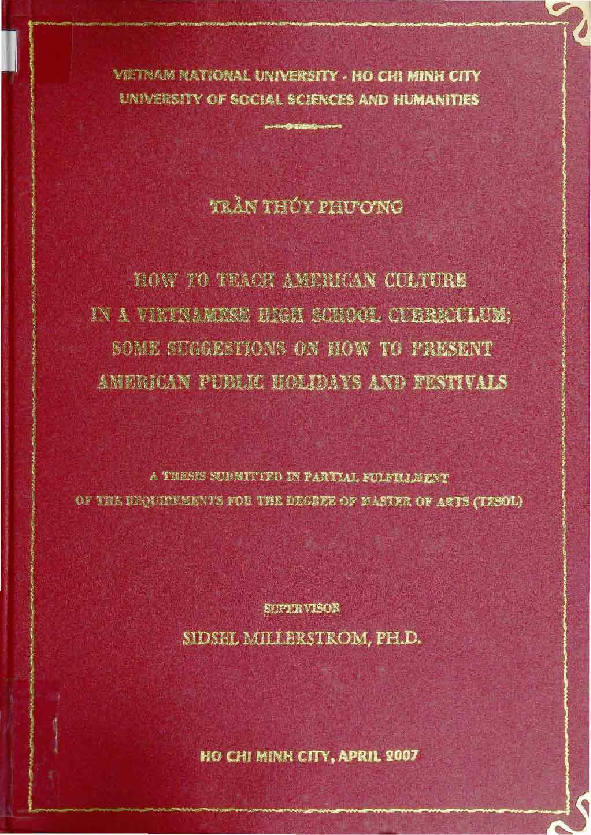 VIETNAM NATIONAL UNIVERSITY - HO CHI MINH CITY
UNIVERSITY OF SOCIAL SCIENCES AND HUMANITIES
TRẦN THÚY PHƯƠNG
HOW TO TEACH AMERICAN CULTURE
IN A VIETNAMESE HIGH SCHOOL CURRICULUM;
SOME SUGGESTIONS ON HOW TO PRESENT
AMERICAN PUBLIC HOLIDAYS AND FESTIVALS
A THESIS SUBMITTED IN PARTIAL FULFILLMENT
OF THE REQUIREMENTS FOR THE DEGREE OF MASTER OF ARTS (TESOL)
SUPERVISOR
SIDSEL MILLERSTROM, PH.D.
HO CHI MINH CITY, APRIL 2007